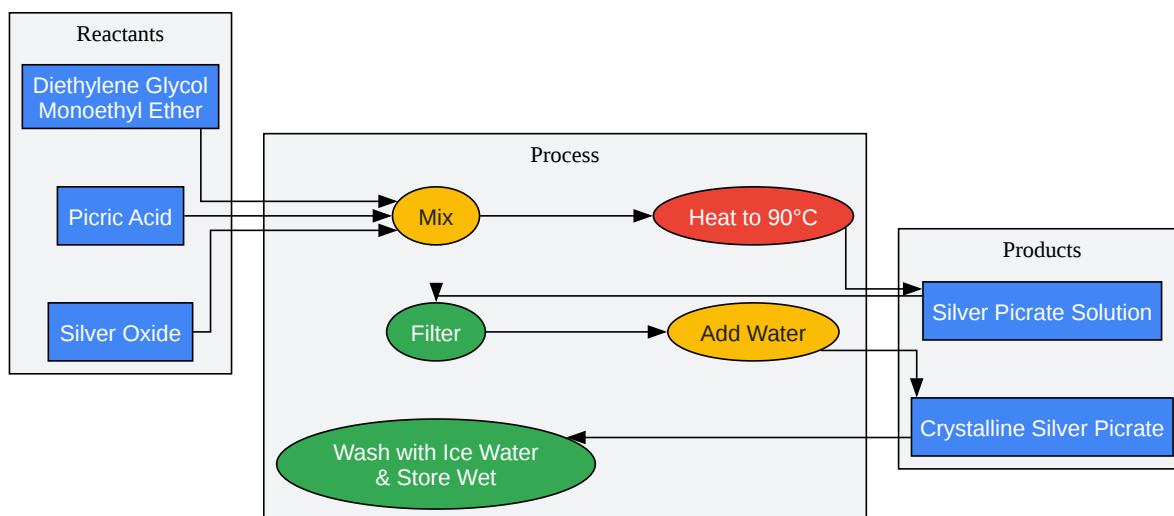 Reactants
Diethylene Glycol
Monoethyl Ether
Picric Acid
Silver Oxide
Process
Mix
Heat to 90°C
Filter
Add Water
Wash with Ice Water
& Store Wet
Products
Silver Picrate Solution
Crystalline Silver Picrate